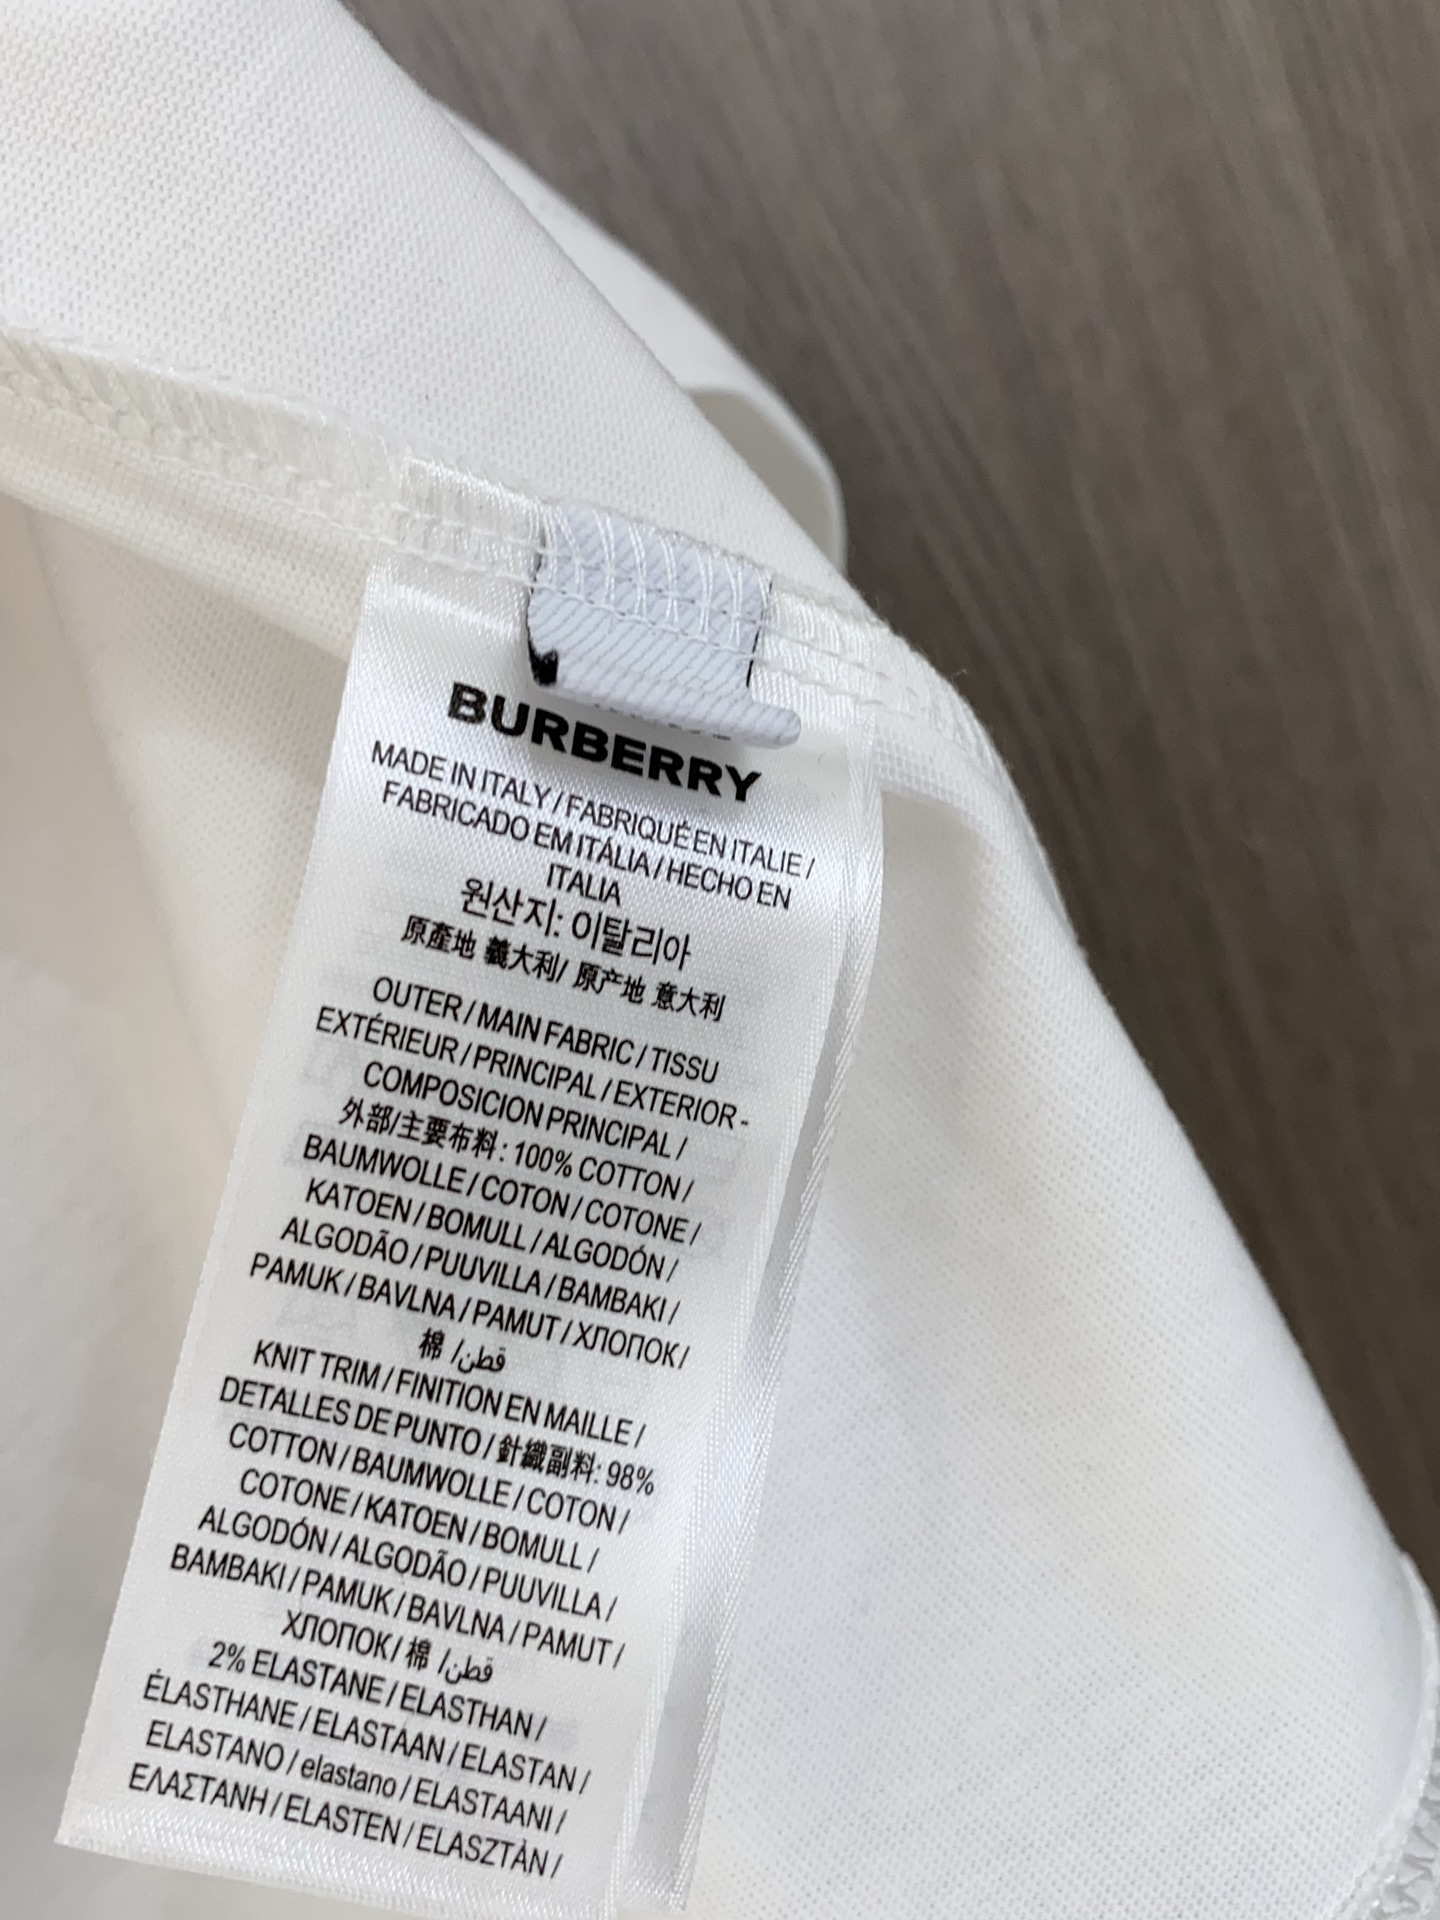 BURBERRY
MADE IN ITALY / FABRIQUÉ EN ITALIE /
FABRICADO EM ITÁLIA / HECHO EN
ITALIA
원산지: 이탈리아
原產地 義大利/ 原产地 意大利
OUTER / MAIN FABRIC / TISSU
EXTÉRIEUR / PRINCIPAL / EXTERIOR -
COMPOSICION PRINCIPAL /
外部/主要布料: 100% COTTON /
BAUMWOLLE / COTON / COTONE /
KATOEN / BOMULL / ALGODÓN /
ALGODÃO / PUUVILLA / BAMBAKI /
PAMUK / BAVLNA / PAMUT / ХЛОПОК /
棉 / قطن
KNIT TRIM / FINITION EN MAILLE /
DETALLES DE PUNTO / 針織副料: 98%
COTTON / BAUMWOLLE / COTON /
COTONE / KATOEN / BOMULL /
ALGODÓN / ALGODÃO / PUUVILLA /
BAMBAKI / PAMUK / BAVLNA / PAMUT /
ХЛОПОК / 棉 / قطن
2% ELASTANE / ELASTHAN /
ÉLASTHANE / ELASTAAN / ELASTAN /
ELASTANO / elastano / ELASTAANI /
ΕΛΑΣΤΑΝΗ / ELASTEN / ELASZTÀN /